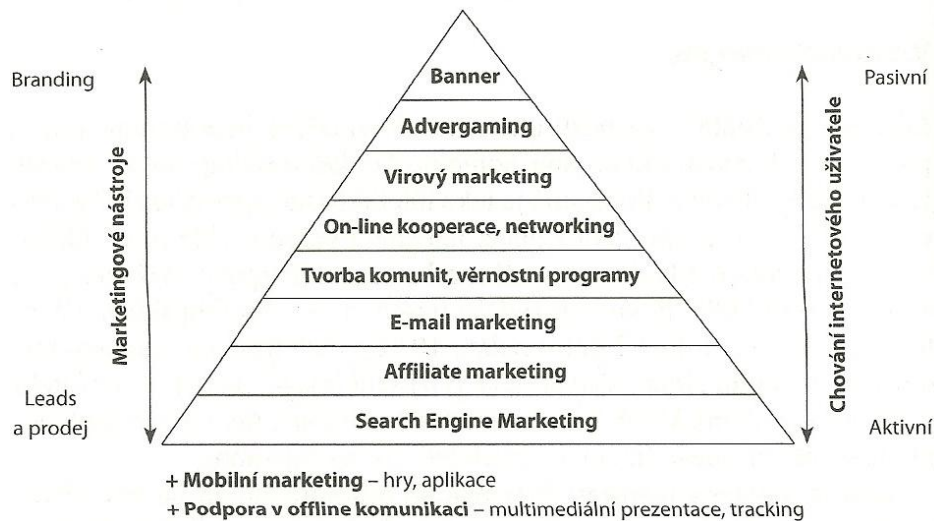 Banner
Branding
Pasivní
Advergaming
Virový marketing
On-line kooperace, networking
Tvorba komunit, věrnostní programy
E-mail marketing
Affiliate marketing
Search Engine Marketing
Marketingové nástroje
Chování internetového uživatele
Leads
a prodej
Aktivní
+ Mobilní marketing – hry, aplikace
+ Podpora v offline komunikaci – multimediální prezentace, tracking